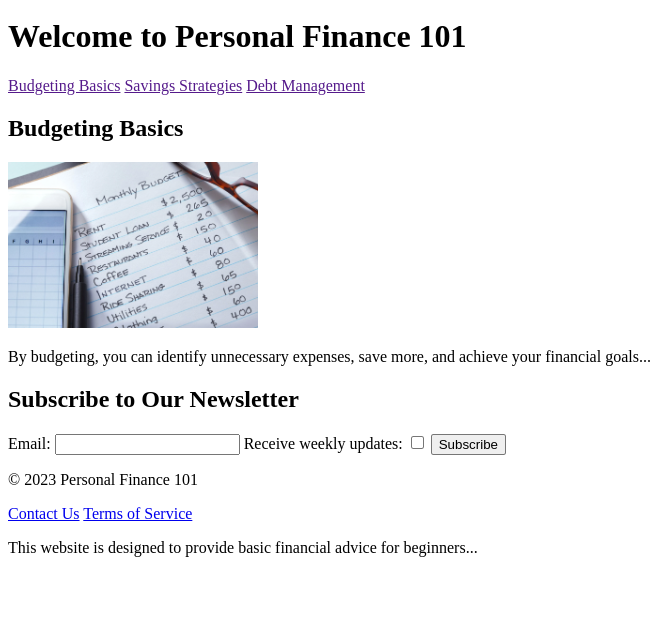 Welcome to Personal Finance 101
Budgeting Basics Savings Strategies Debt Management
Budgeting Basics
Monthly Budget
Rent $2,500
Student Loan $ 265
Streaming Service $ 20
Restaurants $ 150
Coffee $ 40
Internet $ 60
Ride Sharing $ 80
Utilities $ 65
Clothing $ 150
$ 60
$ 400
By budgeting, you can identify unnecessary expenses, save more, and achieve your financial goals...
Subscribe to Our Newsletter
Email: Receive weekly updates: Subscribe
© 2023 Personal Finance 101
Contact Us Terms of Service
This website is designed to provide basic financial advice for beginners...